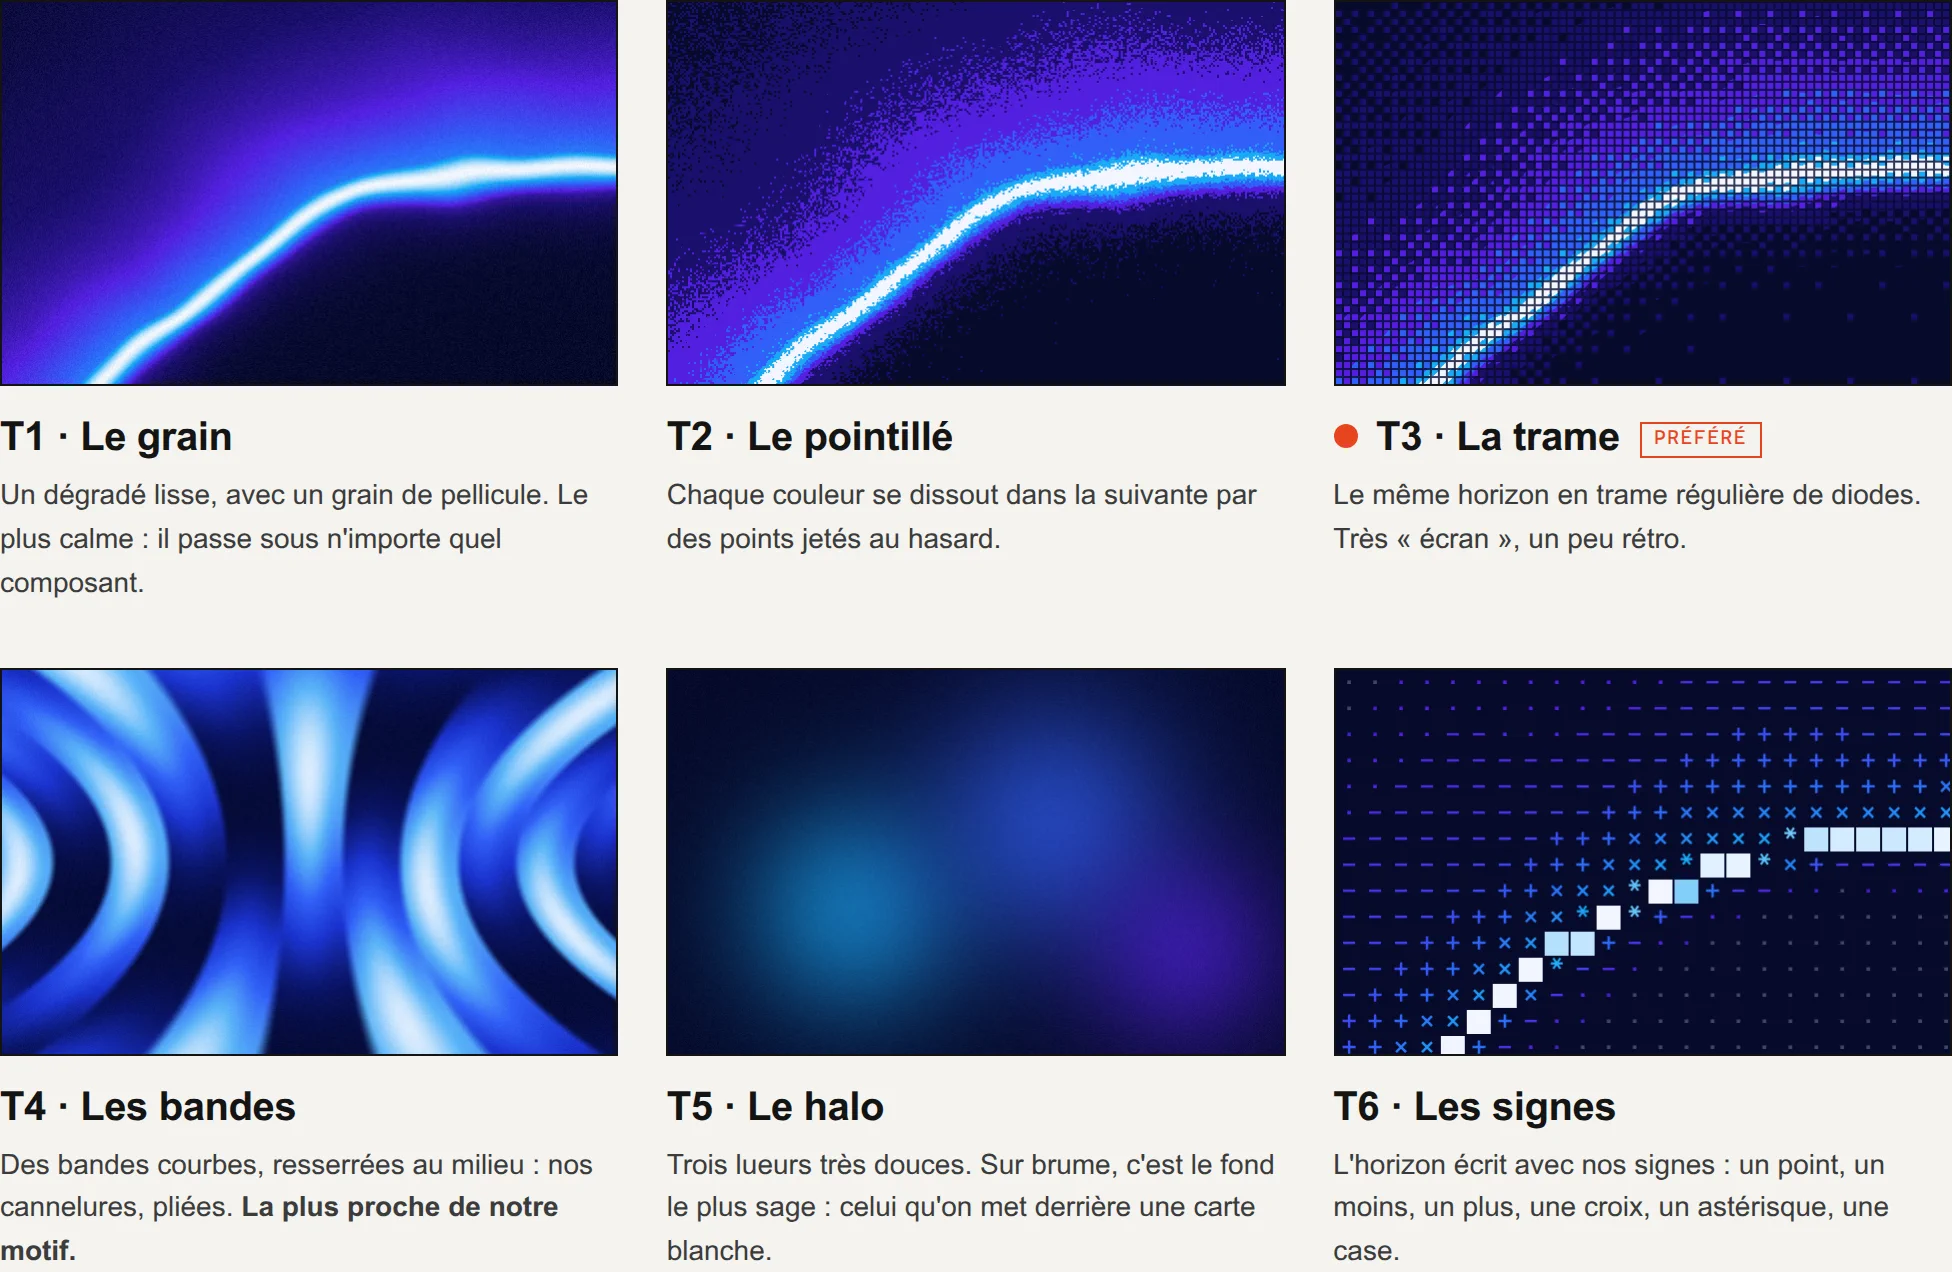 T1 · Le grain
Un dégradé lisse, avec un grain de pellicule. Le
plus calme : il passe sous n'importe quel
composant.
T2 · Le pointillé
Chaque couleur se dissout dans la suivante par
des points jetés au hasard.
T3 · La trame PRÉFÉRÉ
Le même horizon en trame régulière de diodes.
Très « écran », un peu rétro.
T4 · Les bandes
Des bandes courbes, resserrées au milieu : nos
cannelures, pliées. La plus proche de notre
motif.
T5 · Le halo
Trois lueurs très douces. Sur brume, c'est le fond
le plus sage : celui qu'on met derrière une carte
blanche.
T6 · Les signes
L'horizon écrit avec nos signes : un point, un
moins, un plus, une croix, un astérisque, une
case.